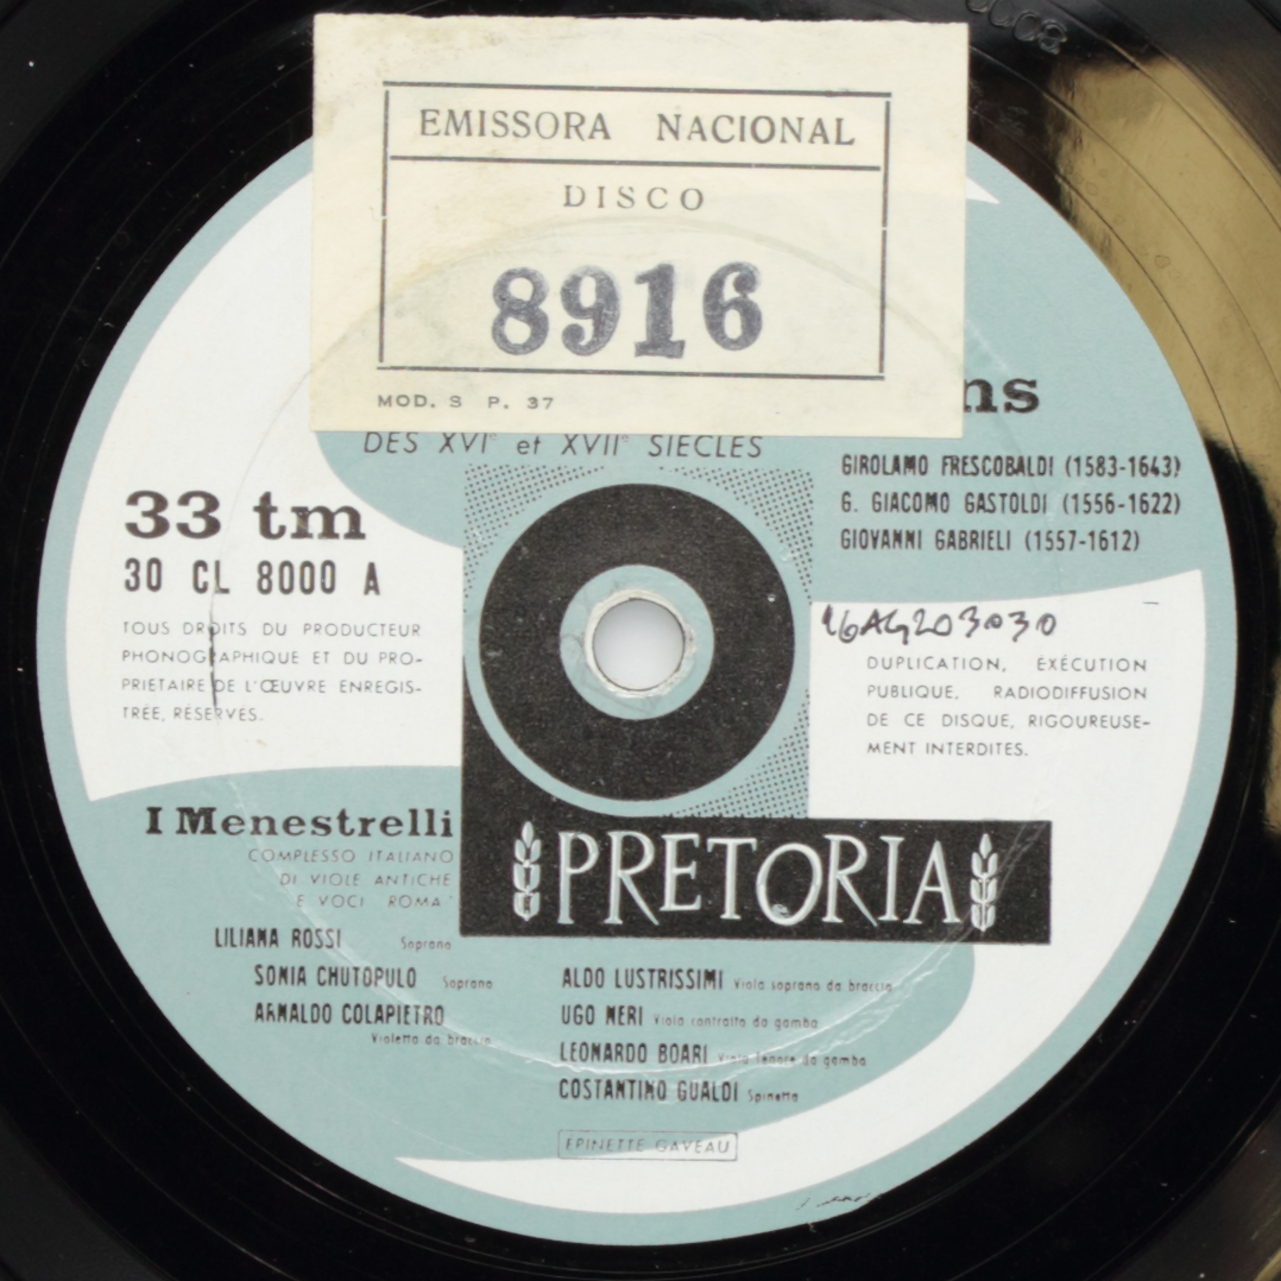 EMISSORA NACIONAL
DISCO
8916
MOD. S P. 37
ns
DES XVIe et XVIIe SIECLES
GIROLAMO FRESCOBALDI (1583-1643)
G. GIACOMO GASTOLDI (1556-1622)
GIOVANNI GABRIELI (1557-1612)
33 tm
30 CL 8000 A
TOUS DROITS DU PRODUCTEUR
PHONOGRAPHIQUE ET DU PRO-
PRIETAIRE DE L'ŒUVRE ENREGIS-
TRÉE, RÉSERVÉS.
16AG203030
DUPLICATION, EXÉCUTION
PUBLIQUE, RADIODIFFUSION
DE CE DISQUE, RIGOUREUSE-
MENT INTERDITES.
I Menestrelli
COMPLESSO ITALIANO
DI VIOLE ANTICHE
E VOCI ROMA
PRETORIA
LILIANA ROSSI Soprano
SONIA CHUTOPULO Soprano
ARNALDO COLAPIETRO
Violetta da braccio
ALDO LUSTRISSIMI Viola soprano da braccio
UGO NERI Viola contralto da gamba
LEONARDO BOARI Viola Tenore da gamba
COSTANTINO GUALDI Spinetta
EPINETTE GAVEAU